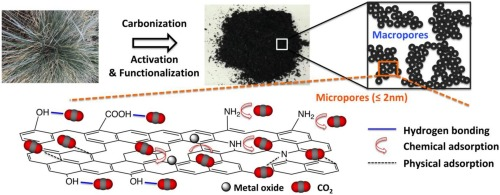 Carbonization
Activation
& Functionalization
Macropores
Micropores (≤ 2nm)
OH
COOH
NH₂
NH₂
NH
N
OH
OH
Hydrogen bonding
Chemical adsorption
Physical adsorption
Metal oxide
CO₂